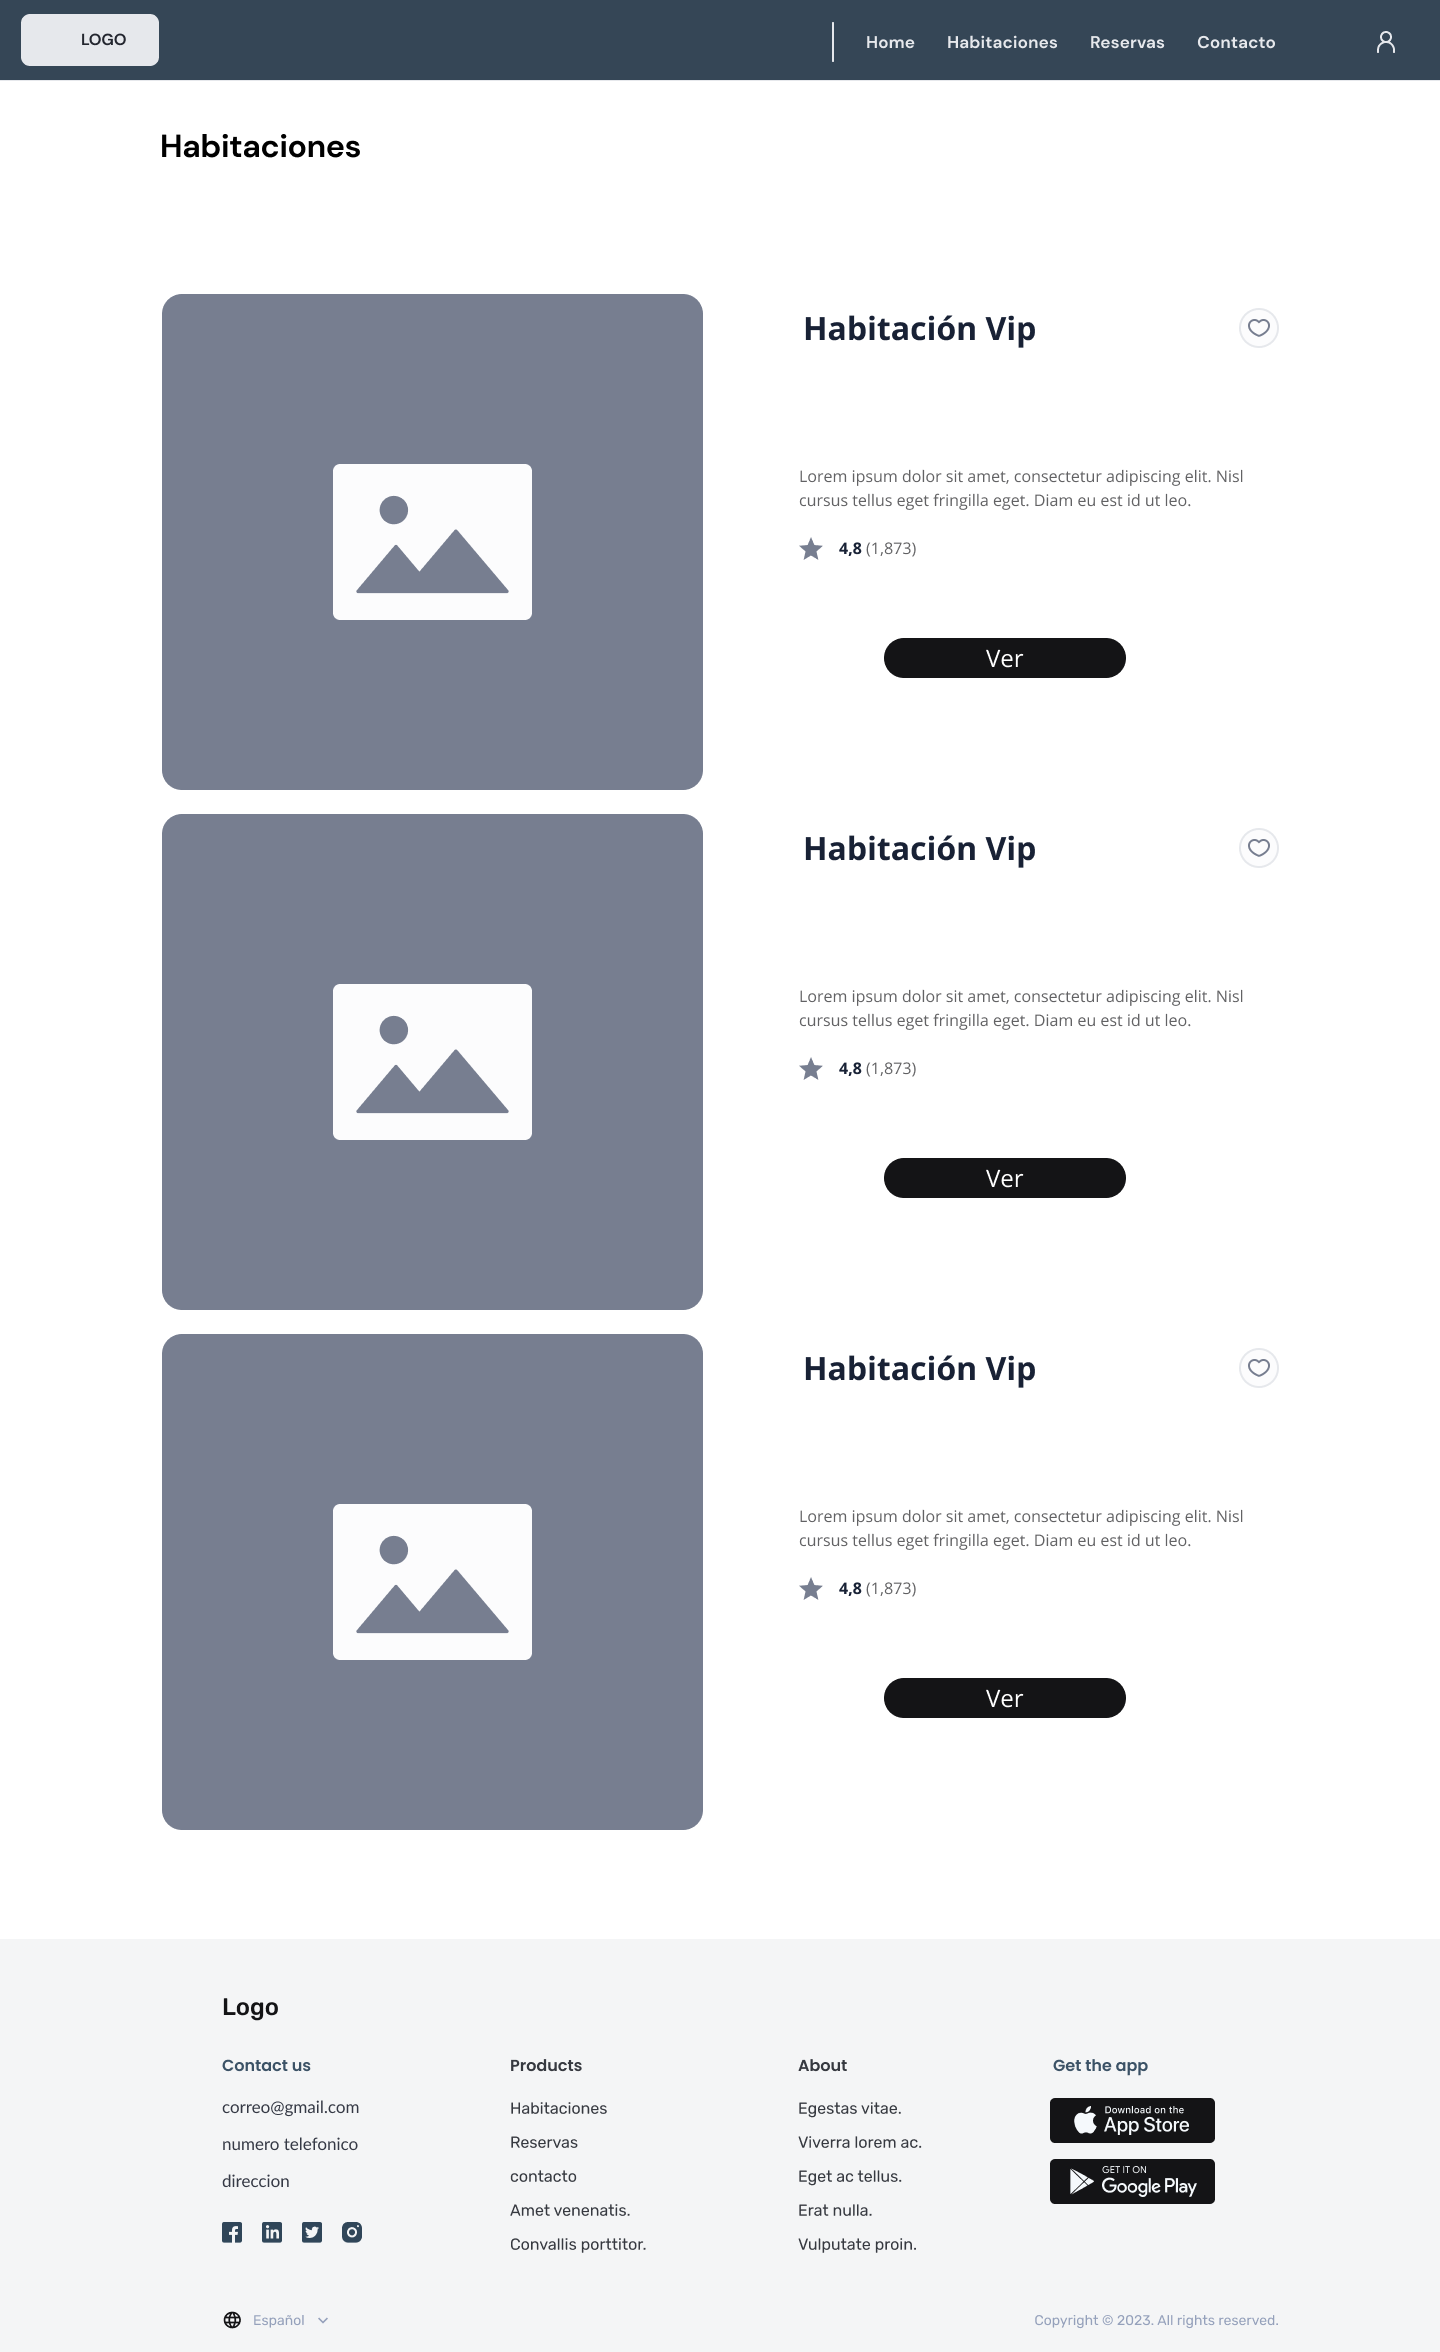 LOGO
Home Habitaciones Reservas Contacto
Habitaciones
Habitación Vip
Lorem ipsum dolor sit amet, consectetur adipiscing elit. Nisl
cursus tellus eget fringilla eget. Diam eu est id ut leo.
4,8 (1,873)
Ver
Habitación Vip
Lorem ipsum dolor sit amet, consectetur adipiscing elit. Nisl
cursus tellus eget fringilla eget. Diam eu est id ut leo.
4,8 (1,873)
Ver
Habitación Vip
Lorem ipsum dolor sit amet, consectetur adipiscing elit. Nisl
cursus tellus eget fringilla eget. Diam eu est id ut leo.
4,8 (1,873)
Ver
Logo
Contact us
correo@gmail.com
numero telefonico
direccion
Products
Habitaciones
Reservas
contacto
Amet venenatis.
Convallis porttitor.
About
Egestas vitae.
Viverra lorem ac.
Eget ac tellus.
Erat nulla.
Vulputate proin.
Get the app
Download on the
App Store
GET IT ON
Google Play
Español
Copyright © 2023. All rights reserved.